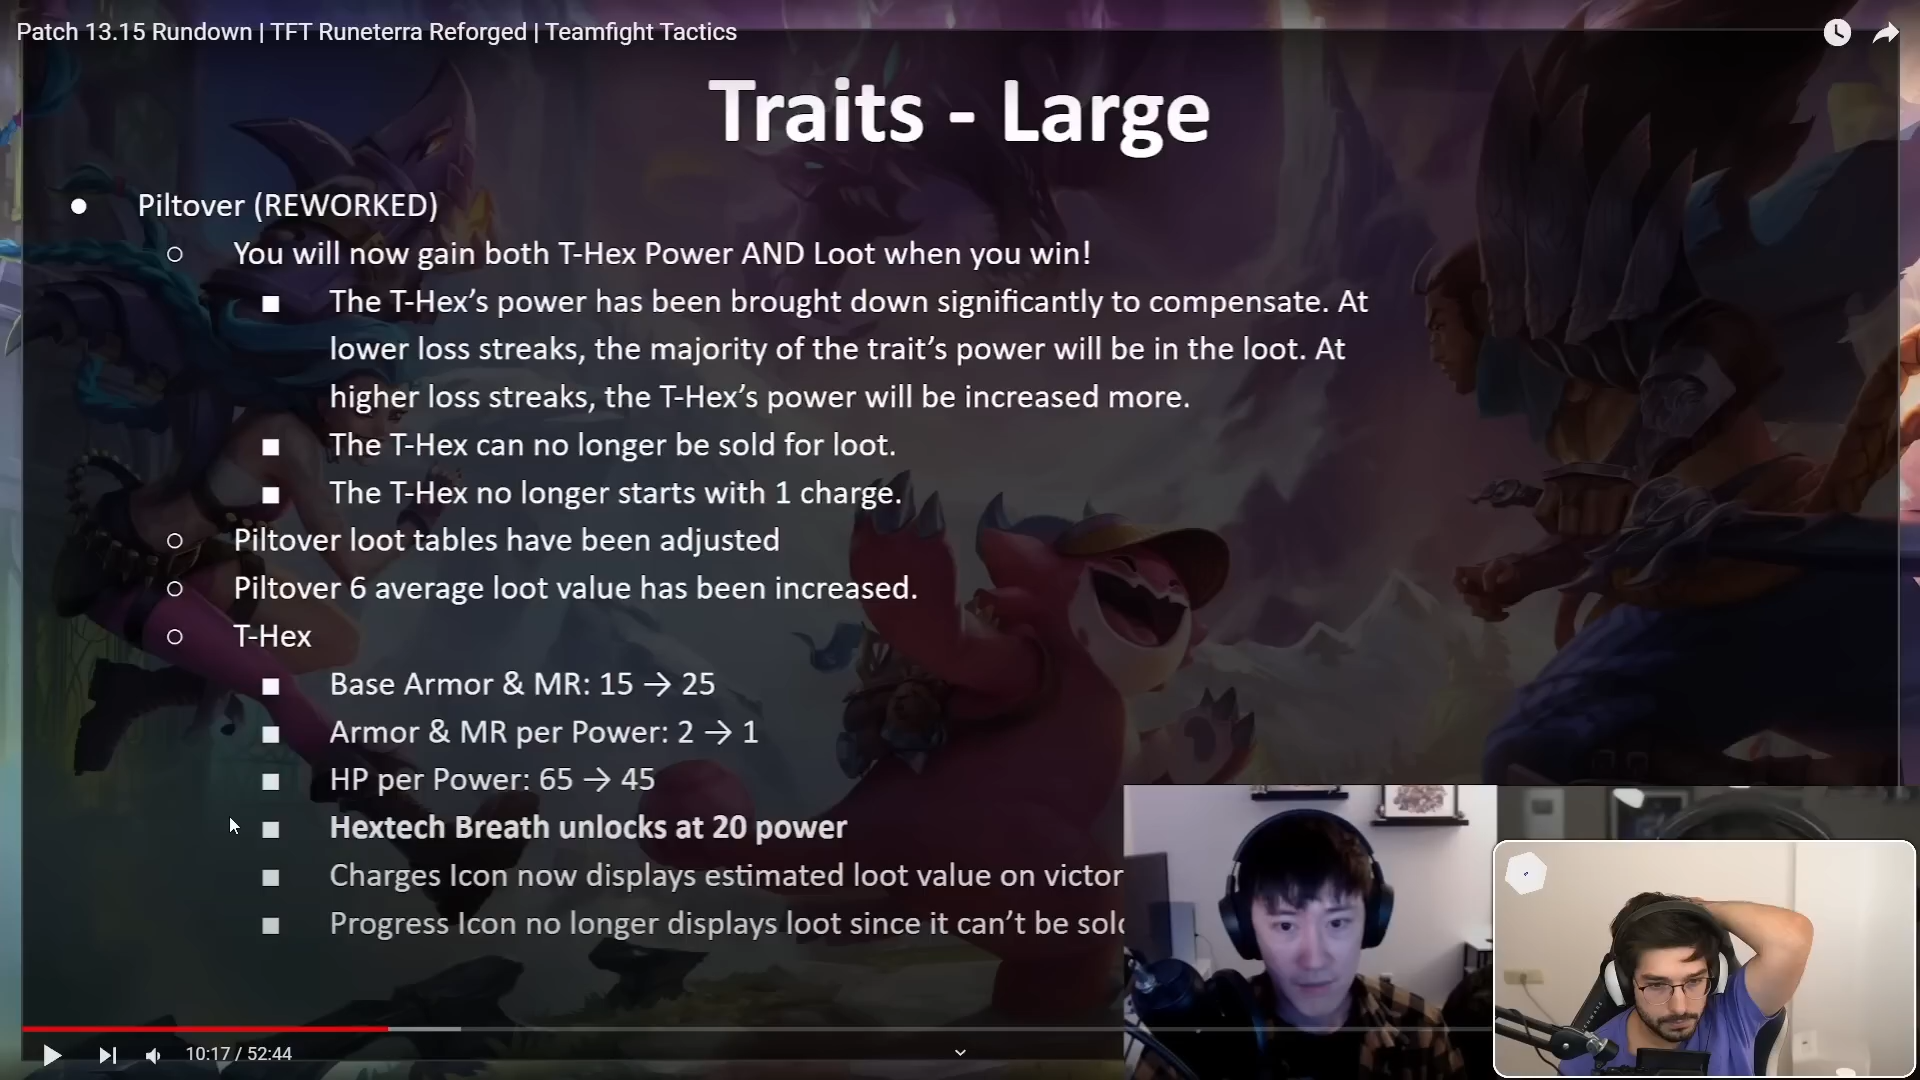 Patch 13.15 Rundown | TFT Runeterra Reforged | Teamfight Tactics
Traits - Large
Piltover (REWORKED)
You will now gain both T-Hex Power AND Loot when you win!
The T-Hex’s power has been brought down significantly to compensate. At
lower loss streaks, the majority of the trait’s power will be in the loot. At
higher loss streaks, the T-Hex’s power will be increased more.
The T-Hex can no longer be sold for loot.
The T-Hex no longer starts with 1 charge.
Piltover loot tables have been adjusted
Piltover 6 average loot value has been increased.
T-Hex
Base Armor & MR: 15 → 25
Armor & MR per Power: 2 → 1
HP per Power: 65 → 45
Hextech Breath unlocks at 20 power
Charges Icon now displays estimated loot value on victor
Progress Icon no longer displays loot since it can’t be sol
10:17 / 52:44